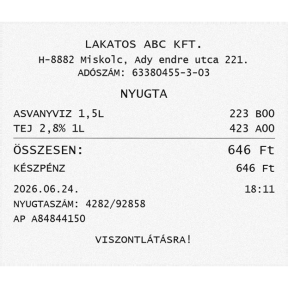 LAKATOS ABC KFT.
H-8882 Miskolc, Ady endre utca 221.
ADÓSZÁM: 63380455-3-03
NYUGTA
ASVANYVIZ 1,5L 223 B00
TEJ 2,8% 1L 423 A00
ÖSSZESEN: 646 Ft
KÉSZPÉNZ 646 Ft
2026.06.24. 18:11
NYUGTASZÁM: 4282/92858
AP A84844150
VISZONTLÁTÁSRA!